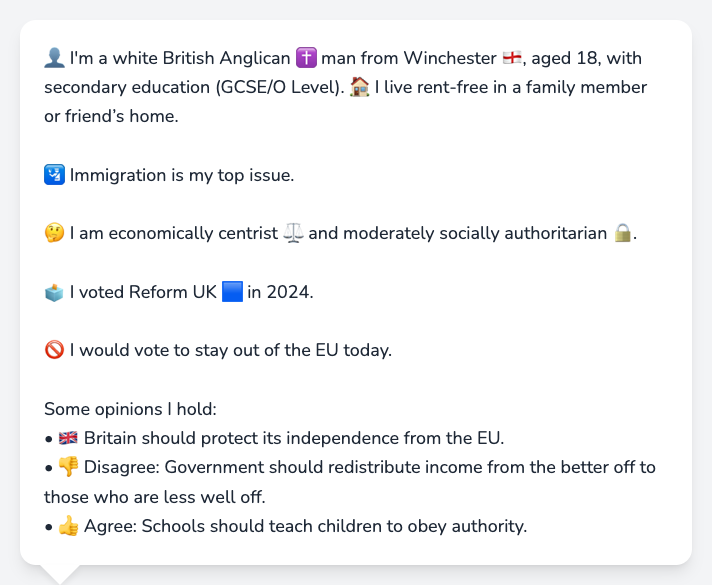 👤 I'm a white British Anglican ✝️ man from Winchester 🏴󠁧󠁢󠁥󠁮󠁧󠁿, aged 18, with
secondary education (GCSE/O Level). 🏠 I live rent-free in a family member
or friend’s home.
🛂 Immigration is my top issue.
🤔 I am economically centrist ⚖️ and moderately socially authoritarian 🔒.
🗳️ I voted Reform UK 🟦 in 2024.
🚫 I would vote to stay out of the EU today.
Some opinions I hold:
• 🇬🇧 Britain should protect its independence from the EU.
• 👎 Disagree: Government should redistribute income from the better off to
those who are less well off.
• 👍 Agree: Schools should teach children to obey authority.